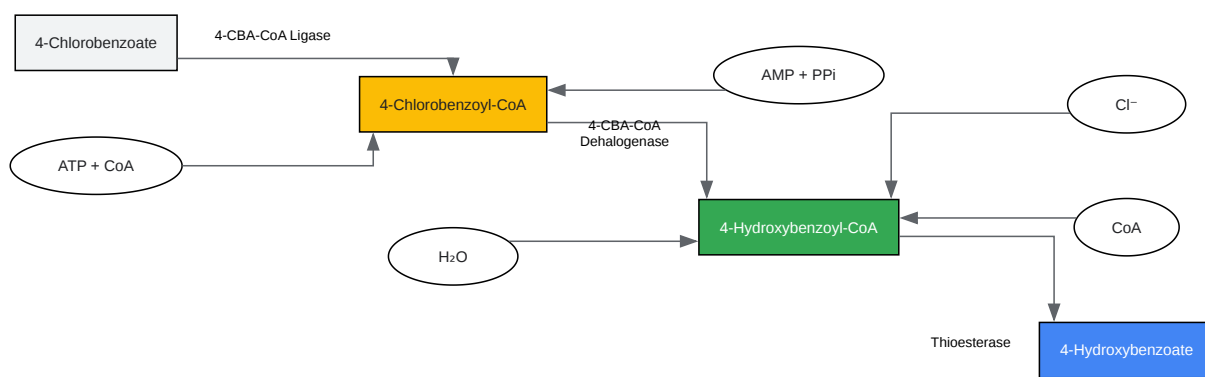 4-Chlorobenzoate
4-CBA-CoA Ligase
AMP + PPi
4-Chlorobenzoyl-CoA
Cl⁻
4-CBA-CoA
Dehalogenase
ATP + CoA
4-Hydroxybenzoyl-CoA
CoA
H₂O
Thioesterase
4-Hydroxybenzoate